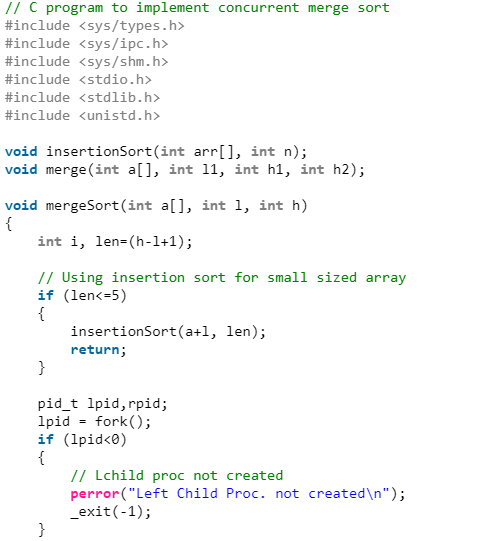 // C program to implement concurrent merge sort
#include <sys/types.h>
#include <sys/ipc.h>
#include <sys/shm.h>
#include <stdio.h>
#include <stdlib.h>
#include <unistd.h>

void insertionSort(int arr[], int n);
void merge(int a[], int l1, int h1, int h2);

void mergeSort(int a[], int l, int h)
{
    int i, len=(h-l+1);

    // Using insertion sort for small sized array
    if (len<=5)
    {
        insertionSort(a+l, len);
        return;
    }

    pid_t lpid,rpid;
    lpid = fork();
    if (lpid<0)
    {
        // Lchild proc not created
        perror("Left Child Proc. not created\n");
        _exit(-1);
    }